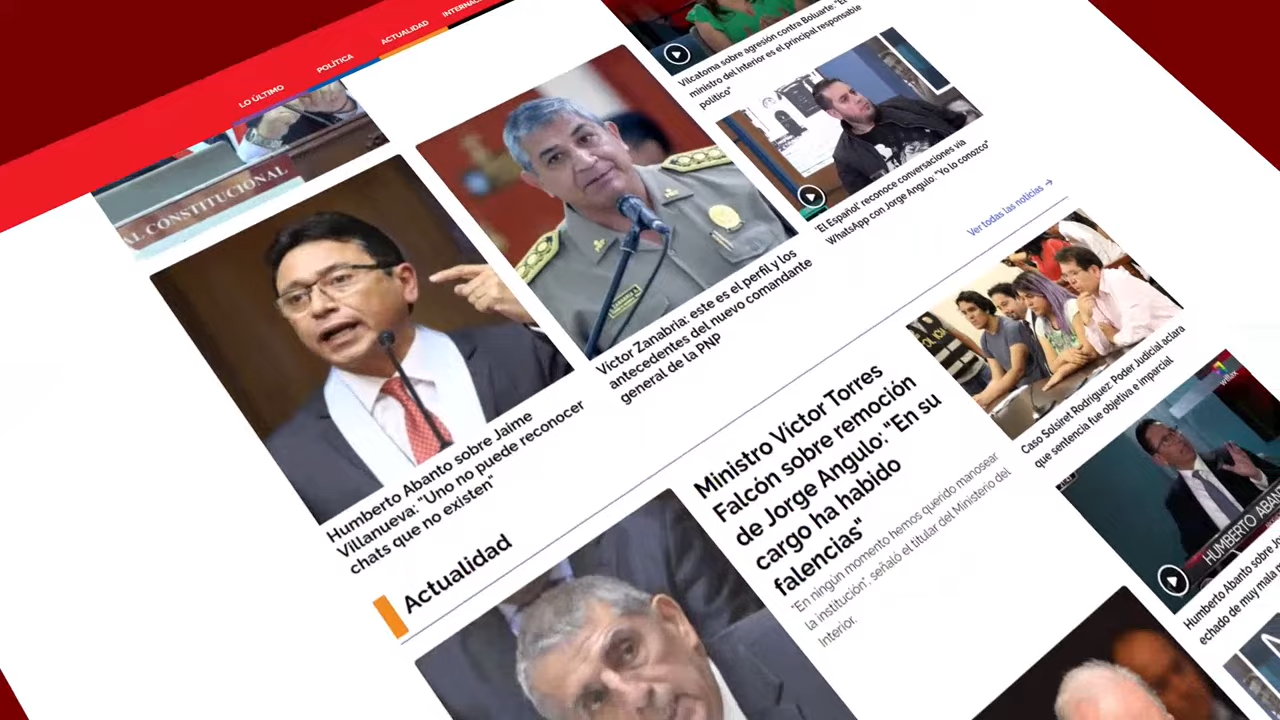 LO ÚLTIMO
POLÍTICA
ACTUALIDAD
AL CONSTITUCIONAL
Humberto Abanto sobre Jaime
Villanueva: "Uno no puede reconocer
chats que no existen"
ZANABRIA
Víctor Zanabria: este es el perfil y los
antecedentes del nuevo comandante
general de la PNP
Vilcatoma sobre agresión contra Boluarte: "El
ministro del Interior es el principal responsable
político"
'El Español' reconoce conversaciones vía
WhatsApp con Jorge Angulo: "Yo lo conozco"
Ver todas las noticias →
Actualidad
Ministro Víctor Torres
Falcón sobre remoción
de Jorge Angulo: "En su
cargo ha habido
falencias"
"En ningún momento hemos querido manosear
la institución", señaló el titular del Ministerio del
Interior.
Caso Solsiret Rodríguez: Poder Judicial aclara
que sentencia fue objetiva e imparcial
willax
HUMBERTO ABAN
Humberto Abanto sobre
echado de muy mala